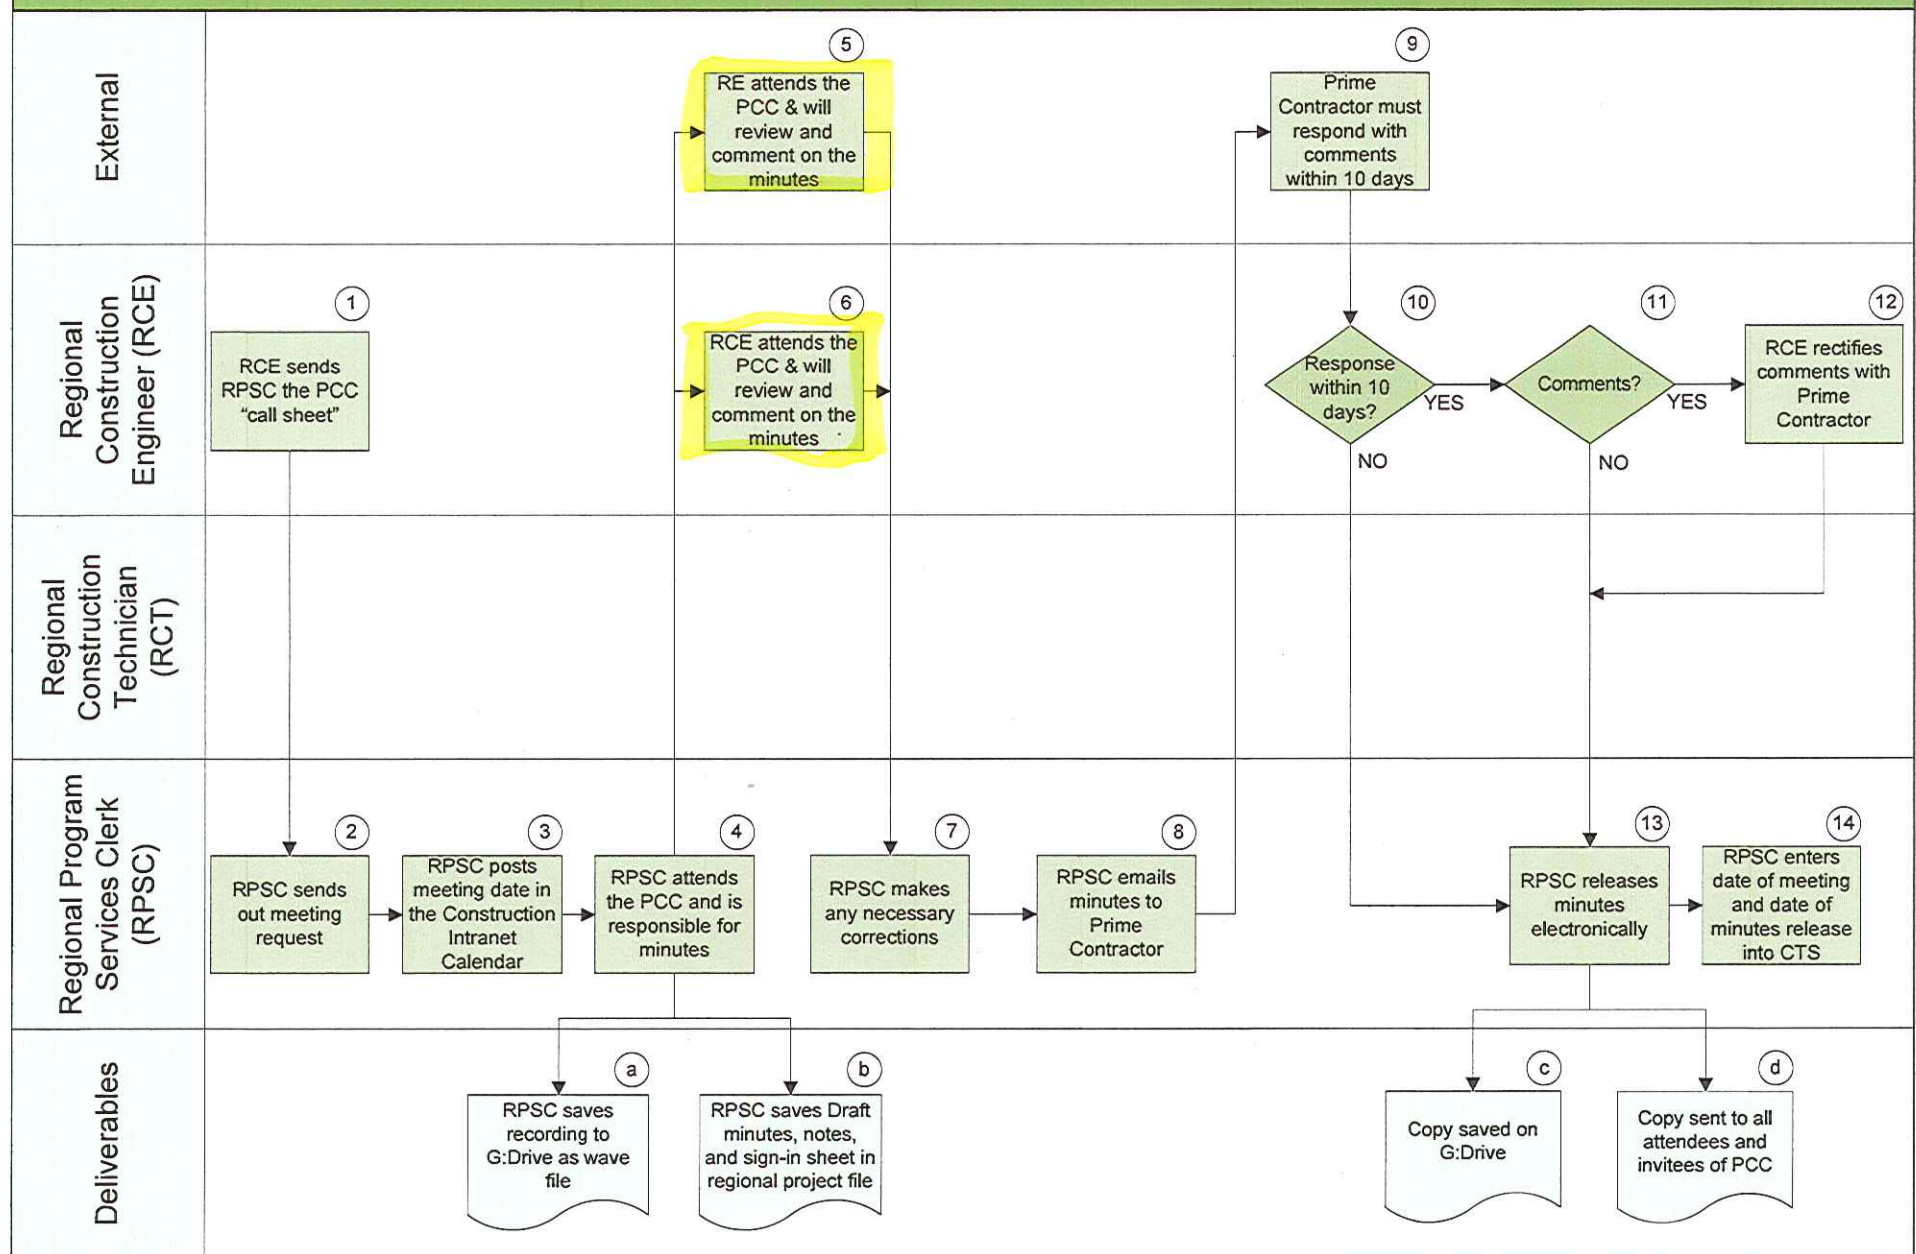 External
5
RE attends the
PCC & will
review and
comment on the
minutes
9
Prime
Contractor must
respond with
comments
within 10 days
Regional
Construction
Engineer (RCE)
1
RCE sends
RPSC the PCC
“call sheet”
6
RCE attends the
PCC & will
review and
comment on the
minutes
10
Response
within 10
days?
YES
NO
11
Comments?
YES
NO
12
RCE rectifies
comments with
Prime
Contractor
Regional
Construction
Technician
(RCT)
Regional Program
Services Clerk
(RPSC)
2
RPSC sends
out meeting
request
3
RPSC posts
meeting date in
the Construction
Intranet
Calendar
4
RPSC attends
the PCC and is
responsible for
minutes
7
RPSC makes
any necessary
corrections
8
RPSC emails
minutes to
Prime
Contractor
13
RPSC releases
minutes
electronically
14
RPSC enters
date of meeting
and date of
minutes release
into CTS
Deliverables
a
RPSC saves
recording to
G:Drive as wave
file
b
RPSC saves Draft
minutes, notes,
and sign-in sheet in
regional project file
c
Copy saved on
G:Drive
d
Copy sent to all
attendees and
invitees of PCC